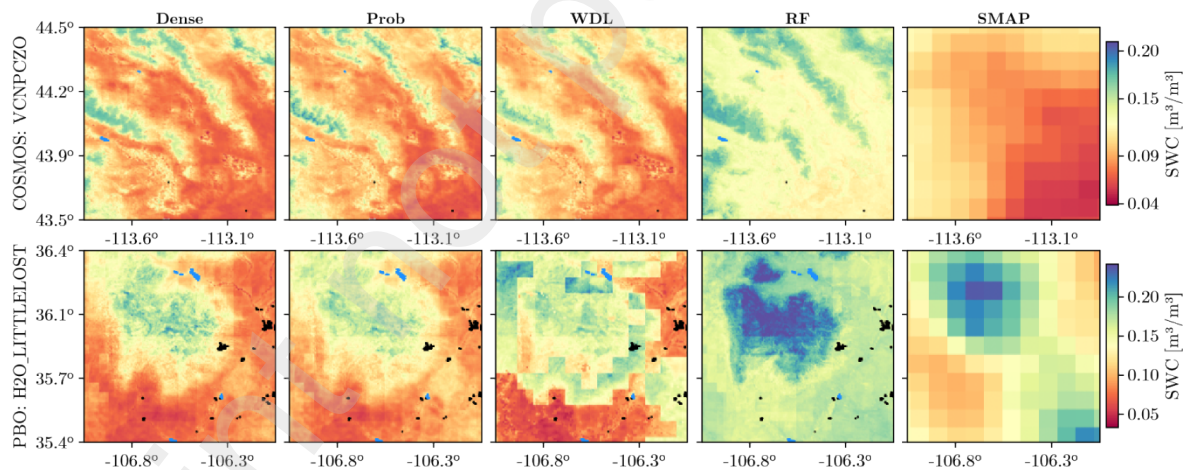 Dense Prob WDL RF SMAP
COSMOS: VCNPCZO
44.5° 44.2° 43.9° 43.5°
-113.6° -113.1° -113.6° -113.1° -113.6° -113.1° -113.6° -113.1° -113.6° -113.1°
0.20 0.15 0.09 0.04
SWC [m³/m³]
PBO: H2O_LITTLELOST
36.4° 36.1° 35.7° 35.4°
-106.8° -106.3° -106.8° -106.3° -106.8° -106.3° -106.8° -106.3° -106.8° -106.3°
0.20 0.15 0.10 0.05
SWC [m³/m³]